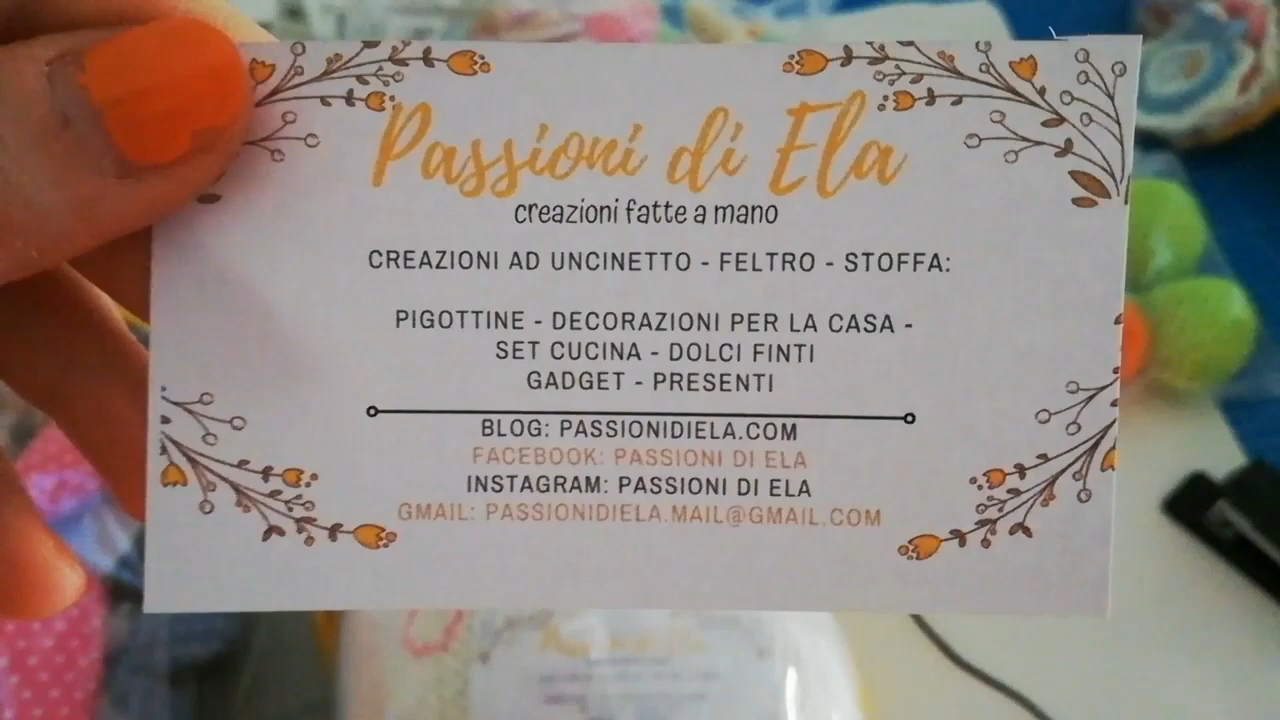 Passioni di Ela
creazioni fatte a mano
CREAZIONI AD UNCINETTO - FELTRO - STOFFA:
PIGOTTINE - DECORAZIONI PER LA CASA -
SET CUCINA - DOLCI FINTI
GADGET - PRESENTI
BLOG: PASSIONIDIELA.COM
FACEBOOK: PASSIONI DI ELA
INSTAGRAM: PASSIONI DI ELA
GMAIL: PASSIONIDIELA.MAIL@GMAIL.COM